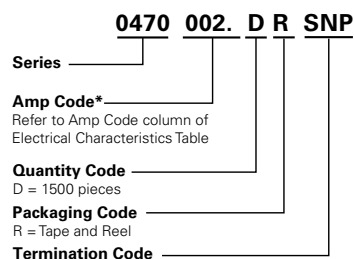 0470 002. D R SNP
Series
Amp Code*
Refer to Amp Code column of
Electrical Characteristics Table
Quantity Code
D = 1500 pieces
Packaging Code
R = Tape and Reel
Termination Code